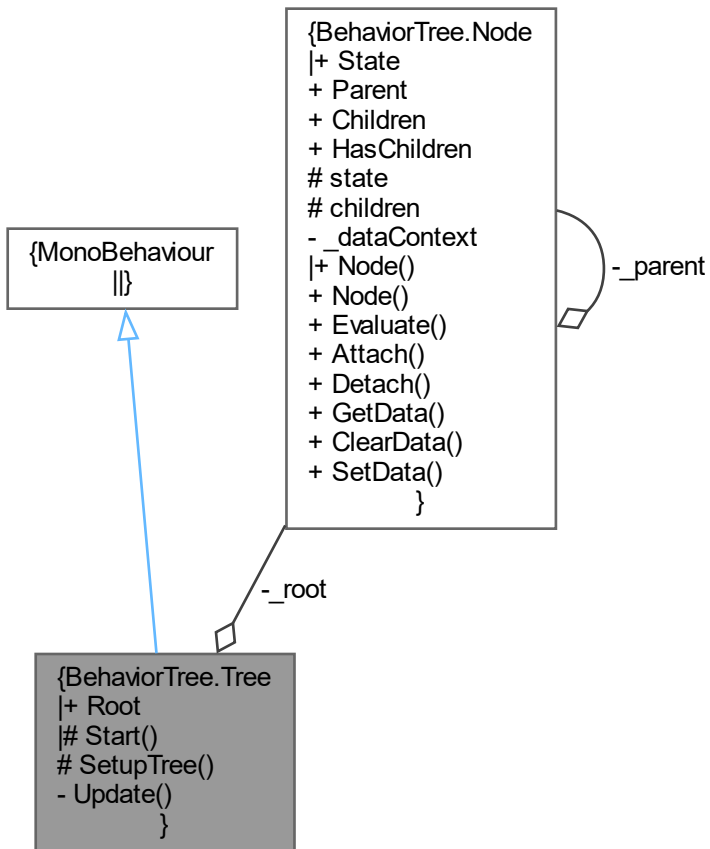 {BehaviorTree.Node
|+ State
+ Parent
+ Children
+ HasChildren
# state
# children
- _dataContext
|+ Node()
+ Node()
+ Evaluate()
+ Attach()
+ Detach()
+ GetData()
+ ClearData()
+ SetData()
}
-_parent
{MonoBehaviour
||}
-_root
{BehaviorTree.Tree
|+ Root
|# Start()
# SetupTree()
- Update()
}